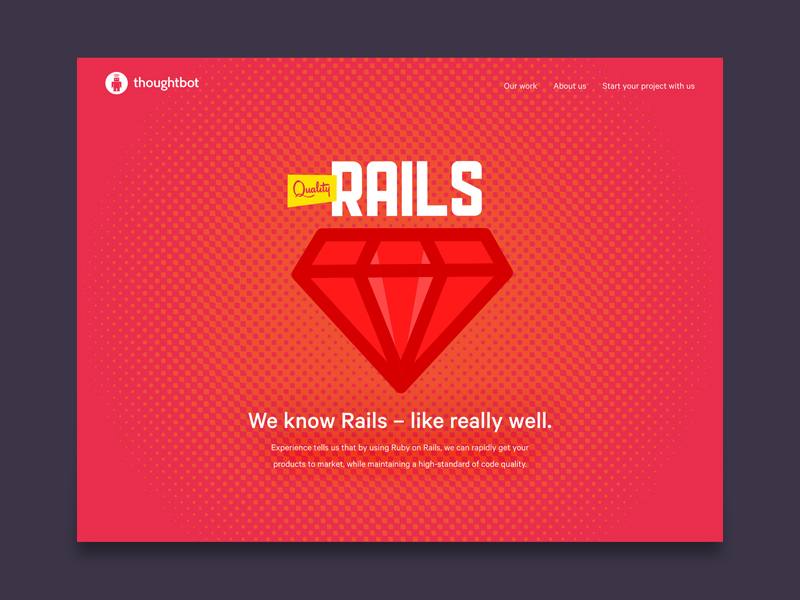 thoughtbot
Our work About us Start your project with us
Quality RAILS
We know Rails – like really well.
Experience tells us that by using Ruby on Rails, we can rapidly get your
products to market, while maintaining a high-standard of code quality.